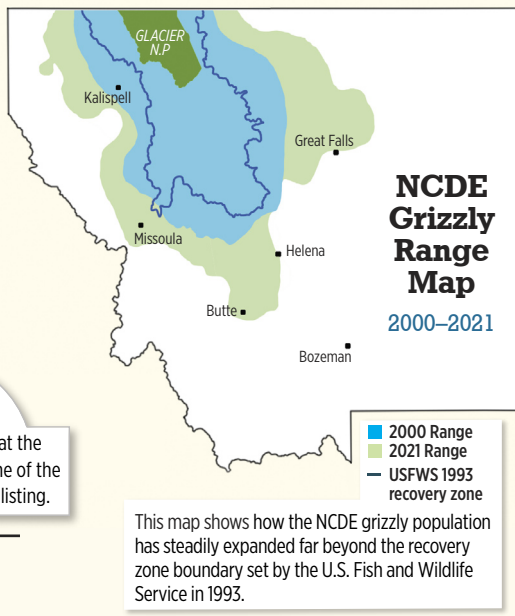 GLACIER
N.P
Kalispell
Great Falls
NCDE
Grizzly
Range
Map
2000–2021
Missoula
Helena
Butte
Bozeman
2000 Range
2021 Range
USFWS 1993
recovery zone
at the
ne of the
listing.
This map shows how the NCDE grizzly population
has steadily expanded far beyond the recovery
zone boundary set by the U.S. Fish and Wildlife
Service in 1993.